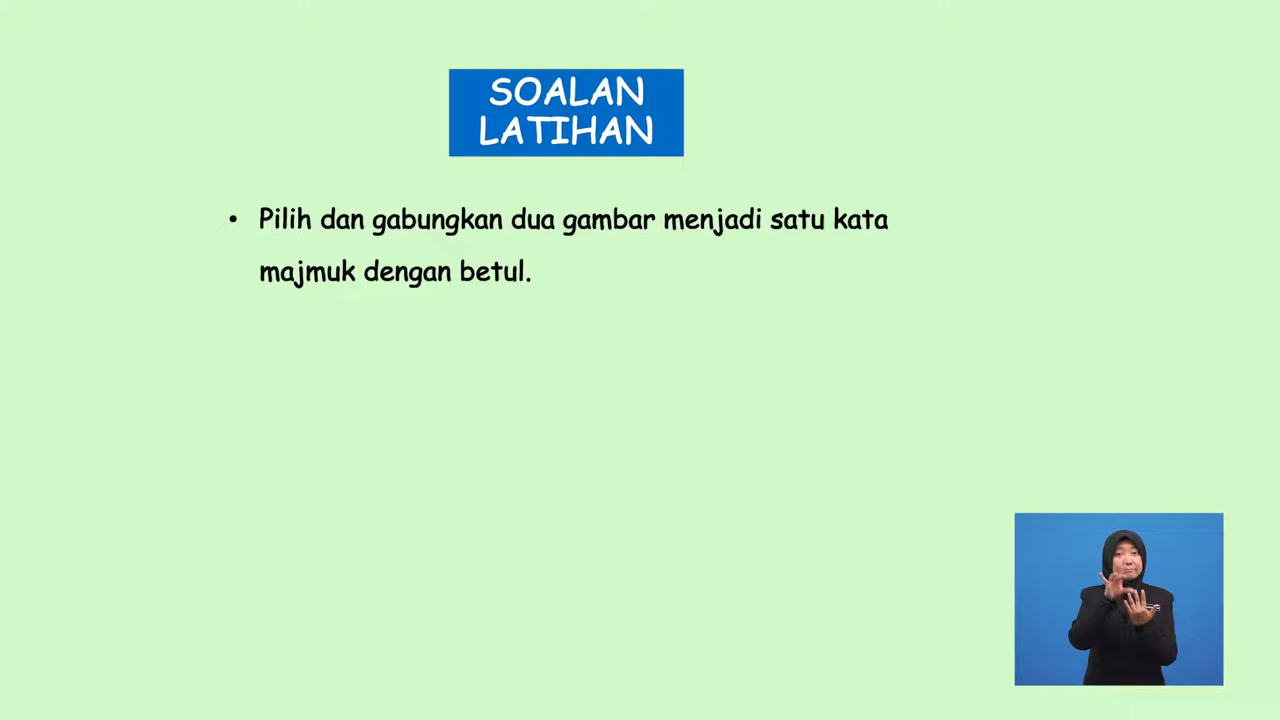 SOALAN
LATIHAN
• Pilih dan gabungkan dua gambar menjadi satu kata
majmuk dengan betul.